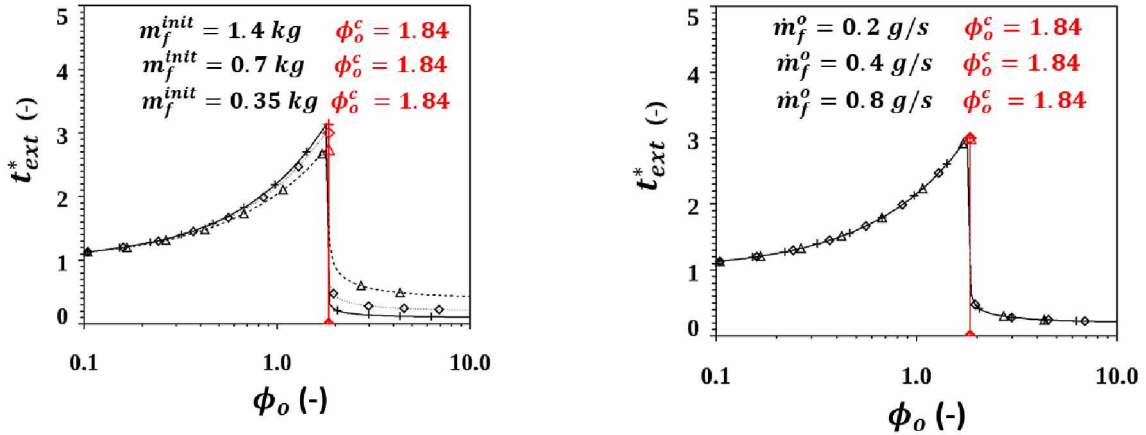 5
m_f^init = 1.4 kg ϕ_o^c = 1.84
m_f^init = 0.7 kg ϕ_o^c = 1.84
4
m_f^init = 0.35 kg ϕ_o^c = 1.84
3
2
1
0
t*_ext (-)
0.1 1.0 10.0
ϕ_o (-)
5
ṁ_f^o = 0.2 g/s ϕ_o^c = 1.84
ṁ_f^o = 0.4 g/s ϕ_o^c = 1.84
4
ṁ_f^o = 0.8 g/s ϕ_o^c = 1.84
3
2
1
0
t*_ext (-)
0.1 1.0 10.0
ϕ_o (-)